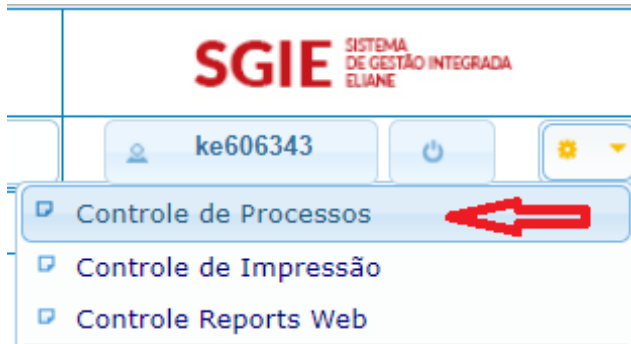 SGIE
SISTEMA
DE GESTÃO INTEGRADA
ELIANE
ke606343
Controle de Processos
Controle de Impressão
Controle Reports Web